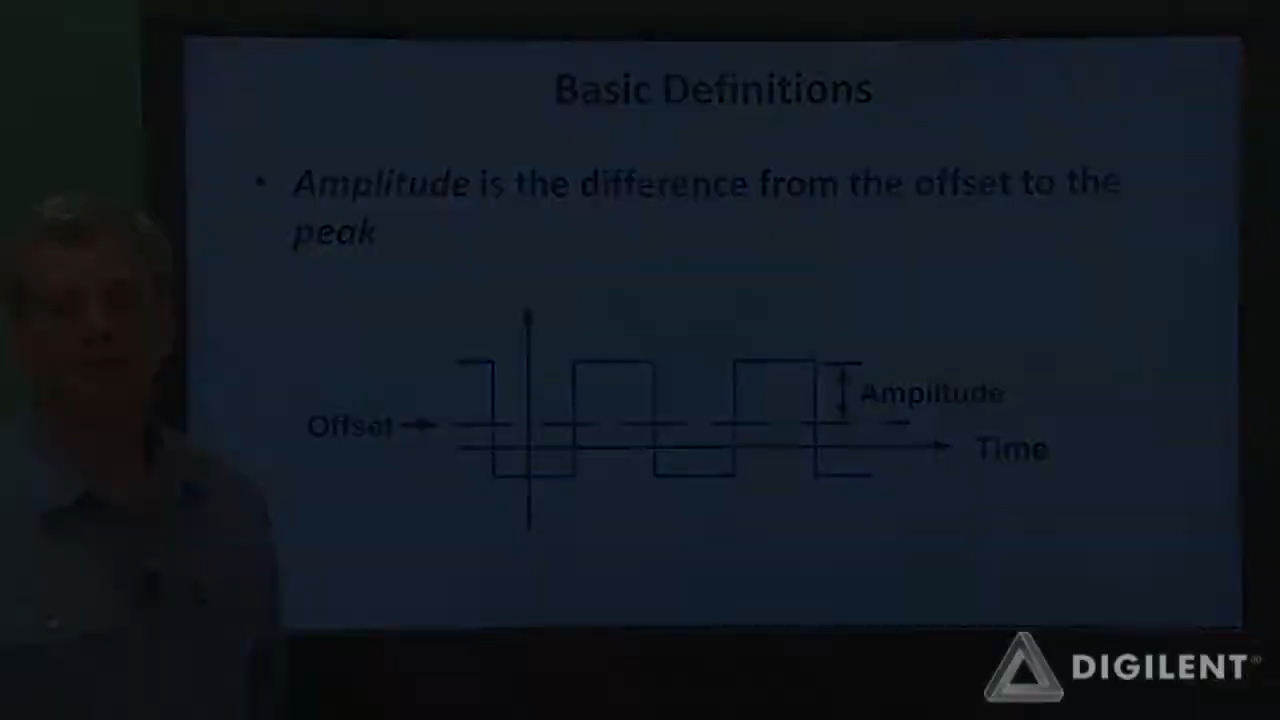 Basic Definitions
• Amplitude is the difference from the offset to the
peak
Amplitude
Offset
Time
DIGILENT®